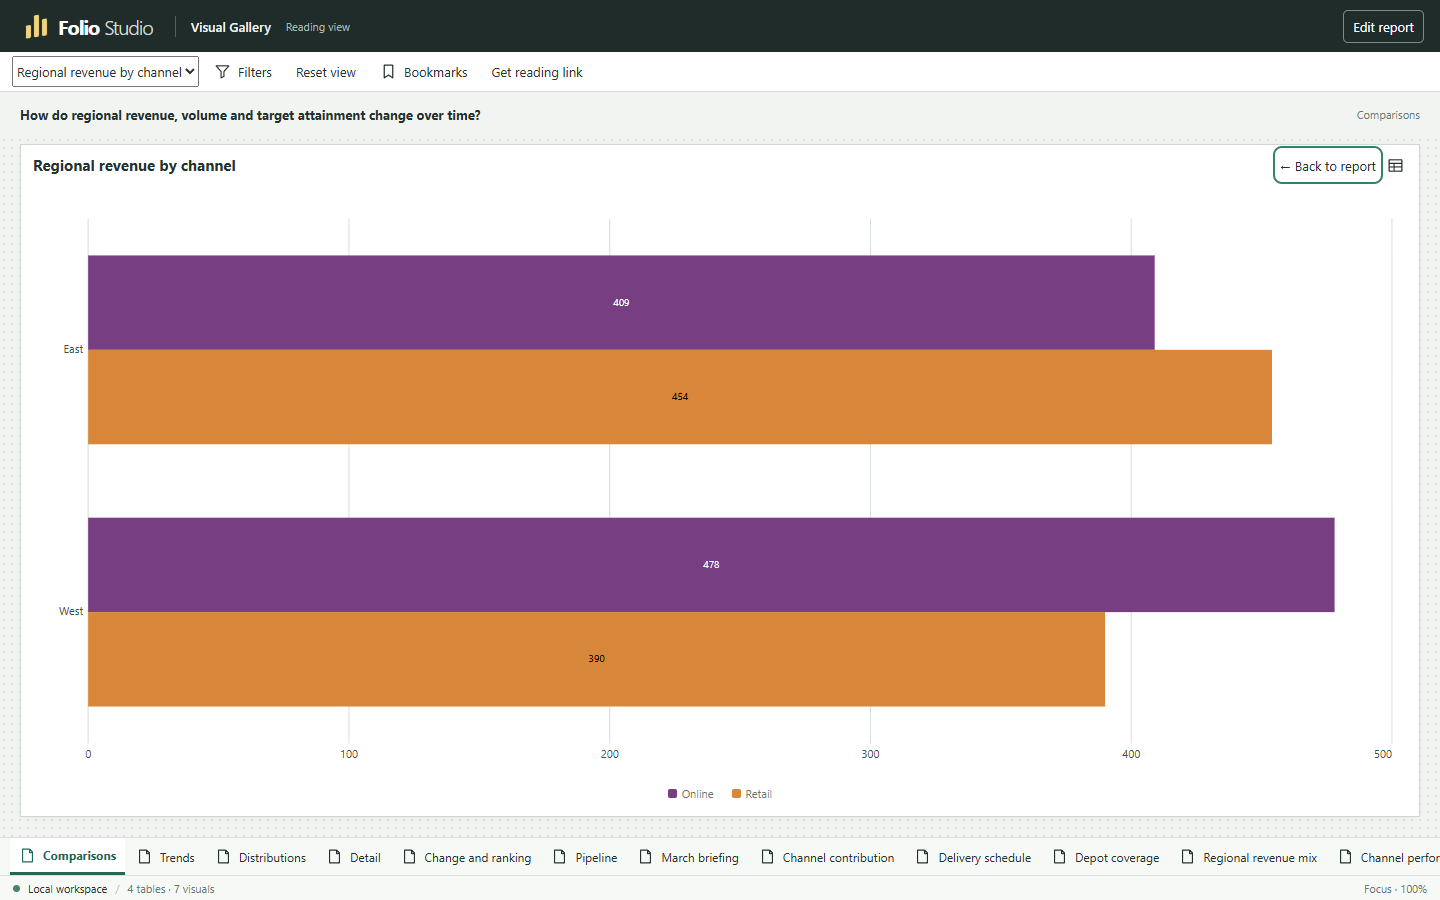 Folio Studio
Visual Gallery
Reading view
Edit report
Regional revenue by channel
Filters
Reset view
Bookmarks
Get reading link
How do regional revenue, volume and target attainment change over time?
Comparisons
Regional revenue by channel
← Back to report
409
East
454
478
West
390
0
100
200
300
400
500
Online
Retail
Comparisons
Trends
Distributions
Detail
Change and ranking
Pipeline
March briefing
Channel contribution
Delivery schedule
Depot coverage
Regional revenue mix
Channel perfor
Local workspace / 4 tables · 7 visuals
Focus · 100%